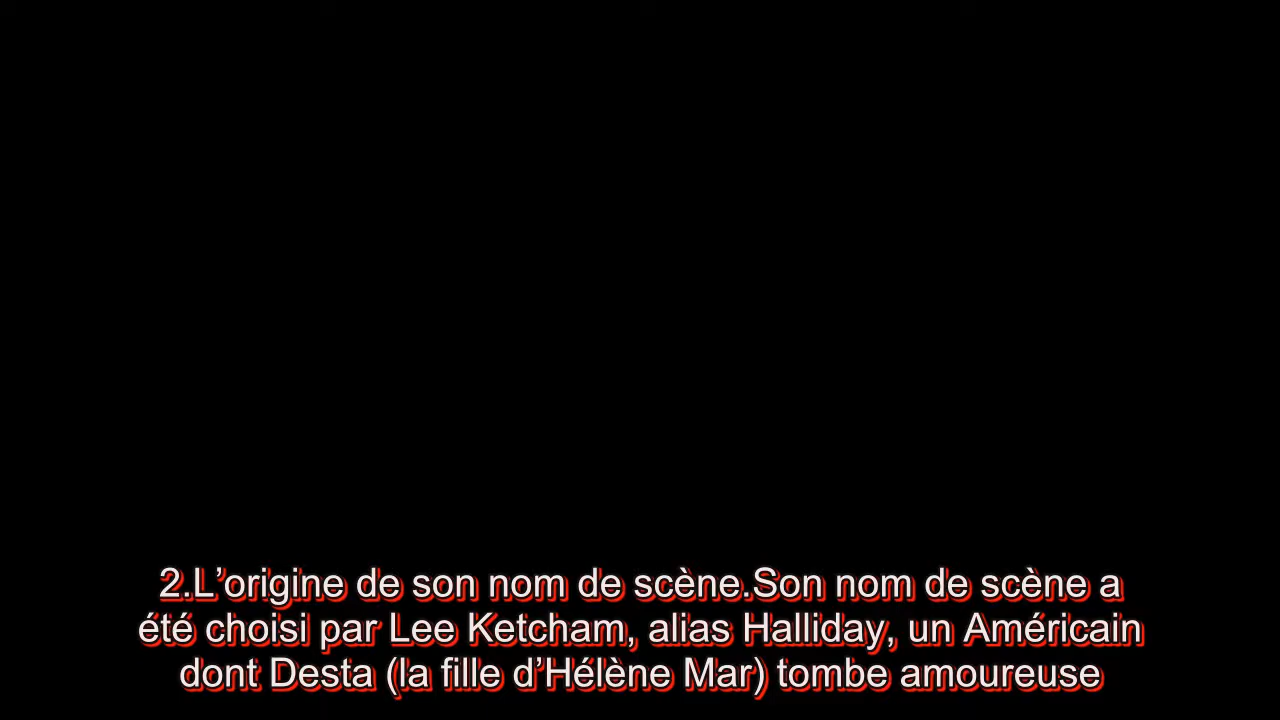 2.L’origine de son nom de scène.Son nom de scène a
été choisi par Lee Ketcham, alias Halliday, un Américain
dont Desta (la fille d’Hélène Mar) tombe amoureuse